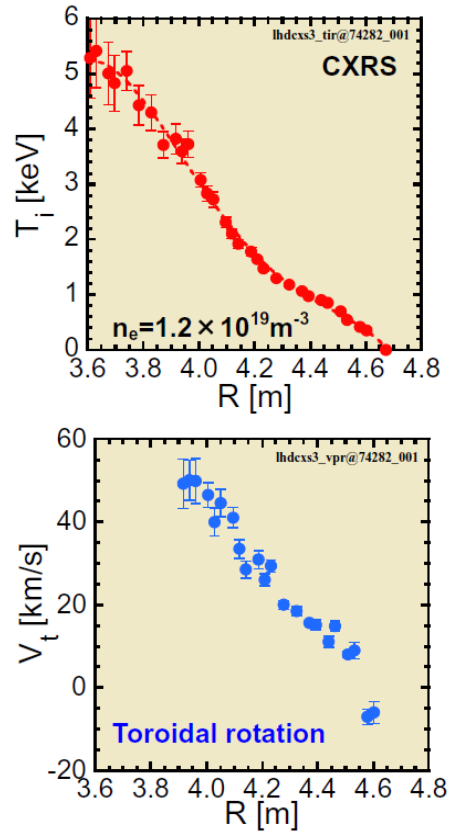 lhdcxs3_tir@74282_001
CXRS
6
5
4
3
2
1
0
T_i [keV]
n_e=1.2×10^19m^-3
3.6 3.8 4.0 4.2 4.4 4.6 4.8
R [m]
lhdcxs3_vpr@74282_001
60
40
20
0
-20
V_t [km/s]
Toroidal rotation
3.6 3.8 4.0 4.2 4.4 4.6 4.8
R [m]